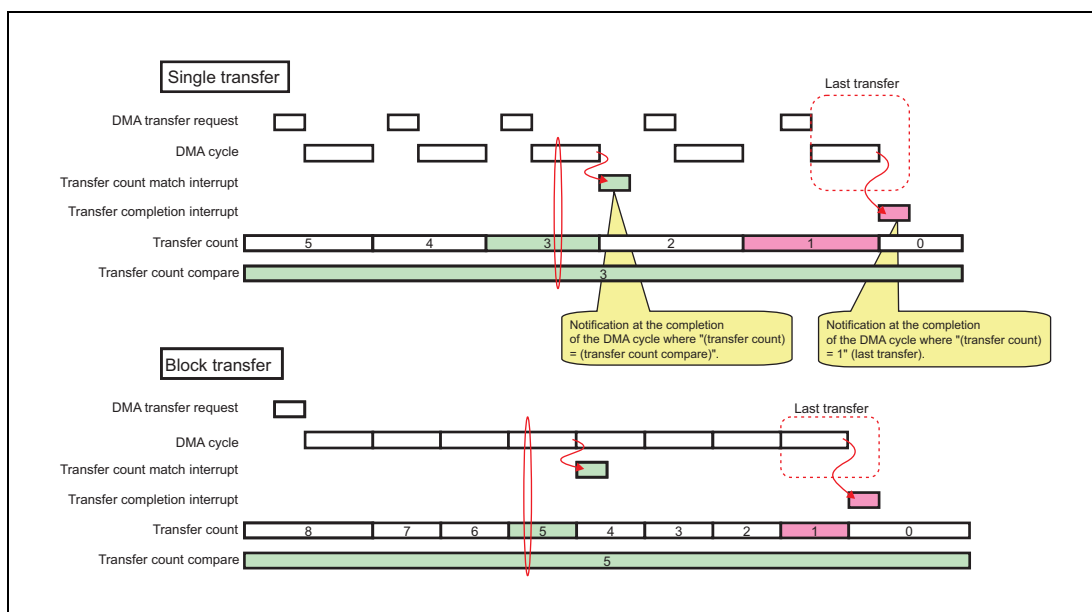 Single transfer
Last transfer
DMA transfer request
DMA cycle
Transfer count match interrupt
Transfer completion interrupt
Transfer count 5 4 3 2 1 0
Transfer count compare 3
Notification at the completion
of the DMA cycle where "(transfer count)
= (transfer count compare)".
Notification at the completion
of the DMA cycle where "(transfer count)
= 1" (last transfer).
Block transfer
DMA transfer request
Last transfer
DMA cycle
Transfer count match interrupt
Transfer completion interrupt
Transfer count 8 7 6 5 4 3 2 1 0
Transfer count compare 5